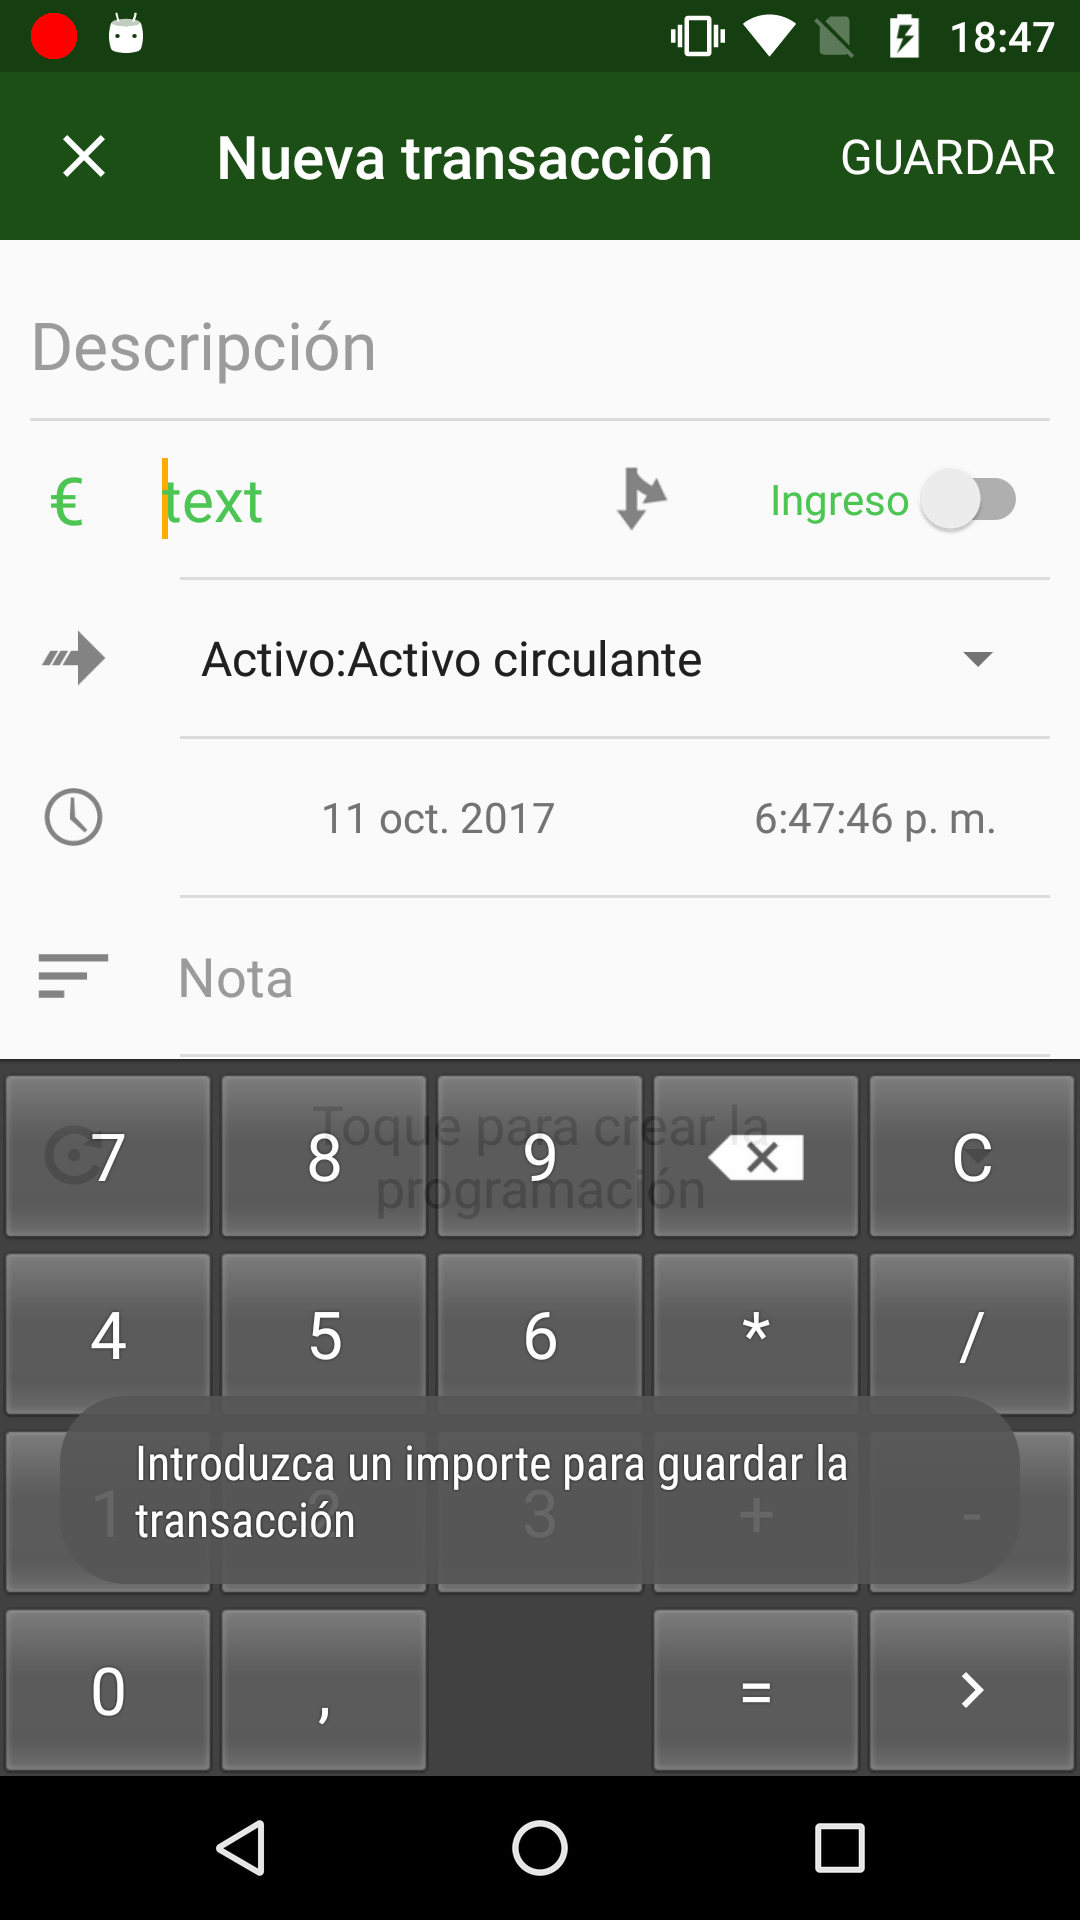 18:47
Nueva transacción GUARDAR
Descripción
€ text Ingreso
Activo:Activo circulante
11 oct. 2017 6:47:46 p. m.
Nota
Toque para crear la
programación
7 8 9 C
4 5 6 * /
1 2 3 + -
Introduzca un importe para guardar la
transacción
0 , = >